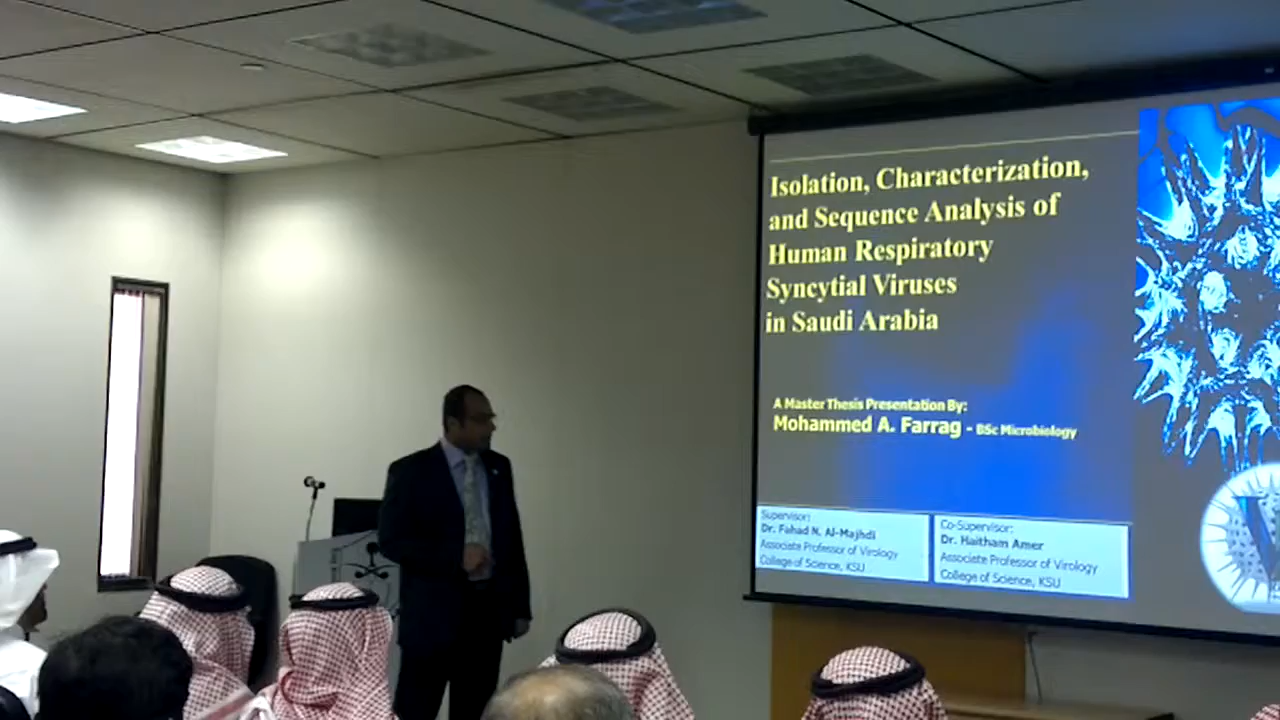 Isolation, Characterization,
and Sequence Analysis of
Human Respiratory
Syncytial Viruses
in Saudi Arabia
A Master Thesis Presentation By:
Mohammed A. Farrag - BSc Microbiology
Supervisor:
Dr. Fahad N. Al-Majhdi
Associate Professor of Virology
College of Science, KSU
Co-Supervisor:
Dr. Haitham Amer
Associate Professor of Virology
College of Science, KSU